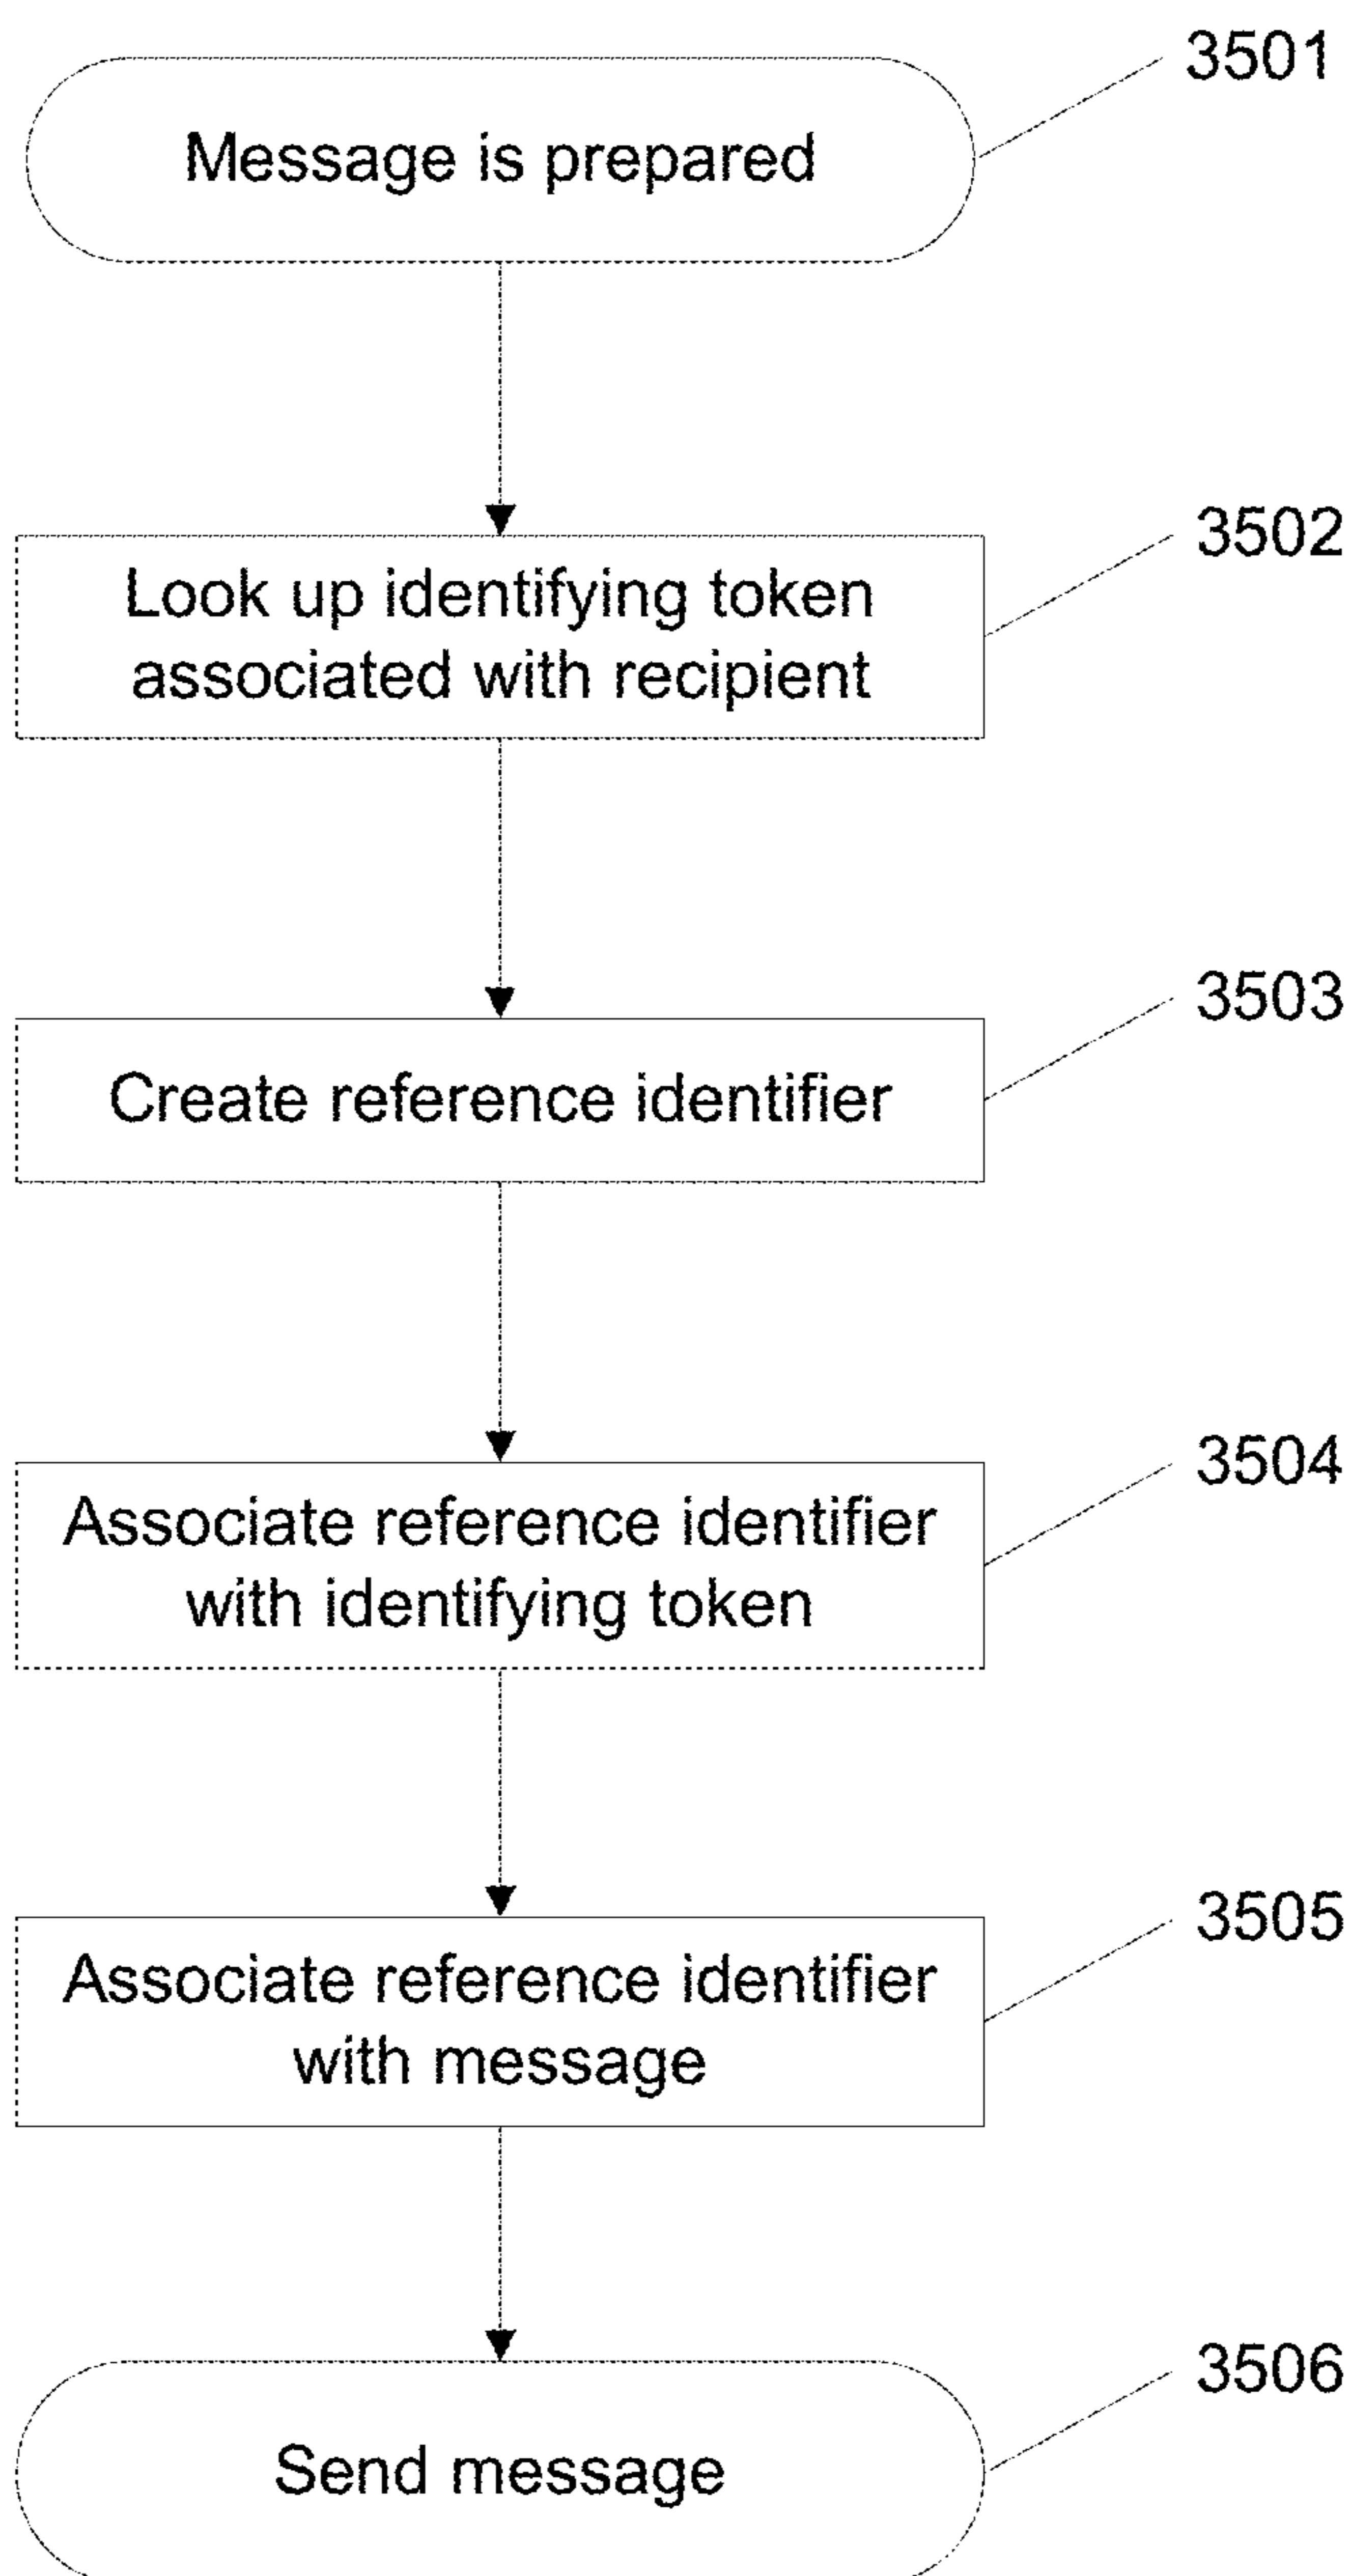 3501
Message is prepared
3502
Look up identifying token
associated with recipient
3503
Create reference identifier
3504
Associate reference identifier
with identifying token
3505
Associate reference identifier
with message
3506
Send message